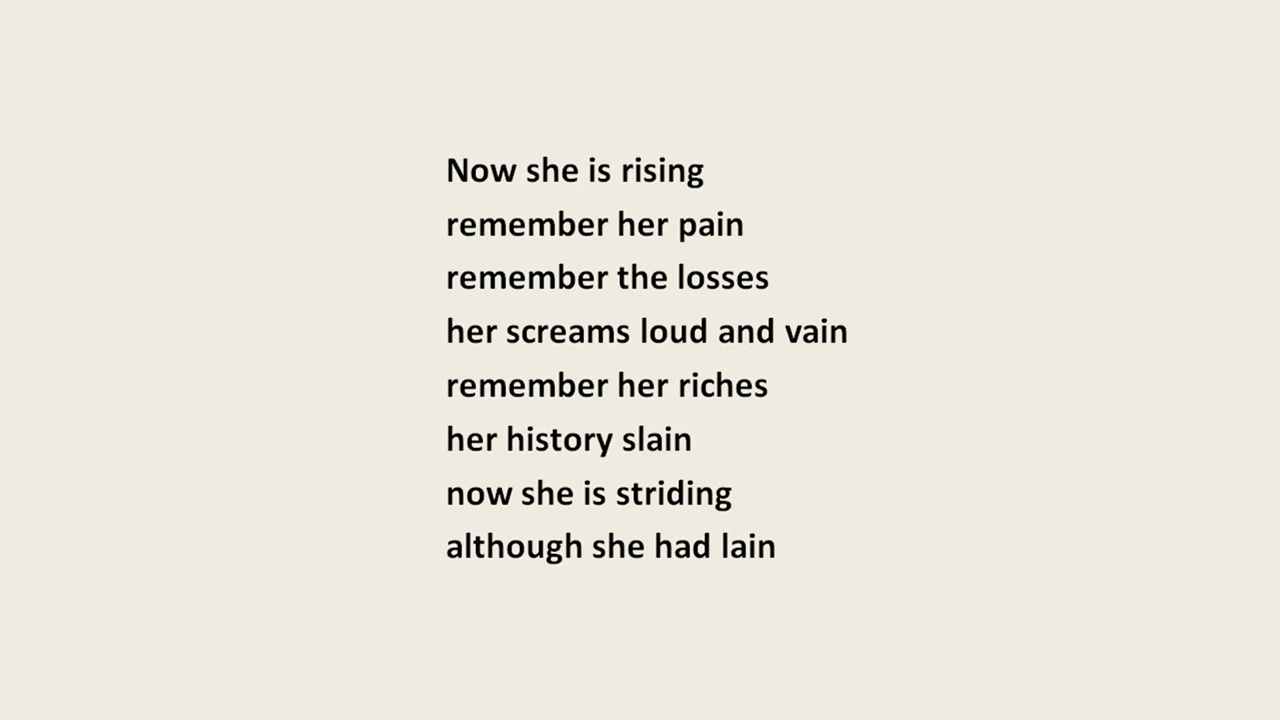 Now she is rising
remember her pain
remember the losses
her screams loud and vain
remember her riches
her history slain
now she is striding
although she had lain